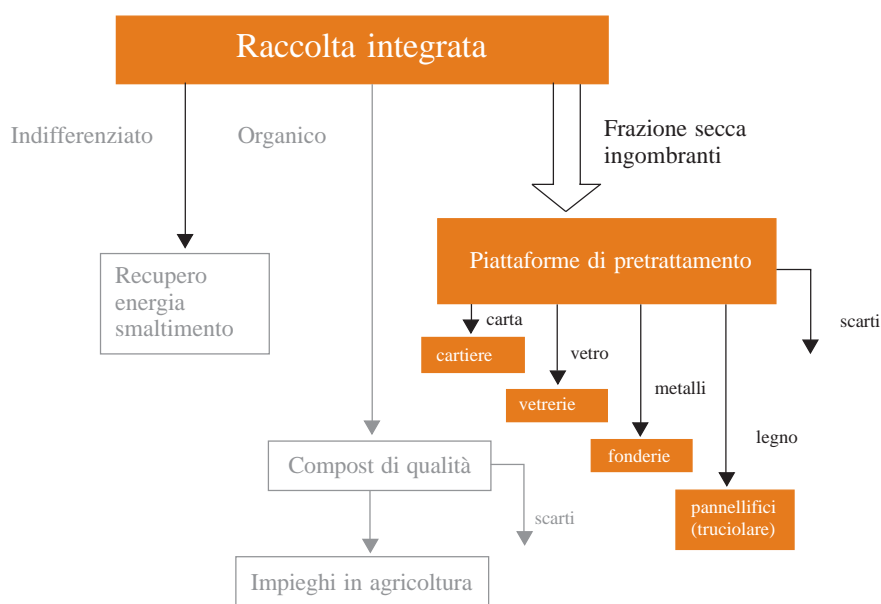 Raccolta integrata
Indifferenziato
Organico
Frazione secca
ingombranti
Piattaforme di pretrattamento
Recupero
energia
smaltimento
carta
scarti
cartiere
vetro
vetrerie
metalli
fonderie
legno
Compost di qualità
pannellifici
(truciolare)
scarti
Impieghi in agricoltura